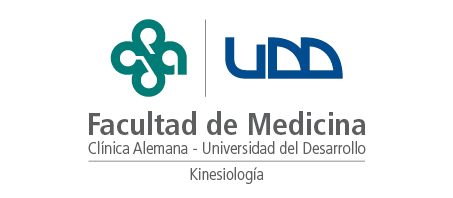 UDD
Facultad de Medicina
Clínica Alemana - Universidad del Desarrollo
Kinesiología